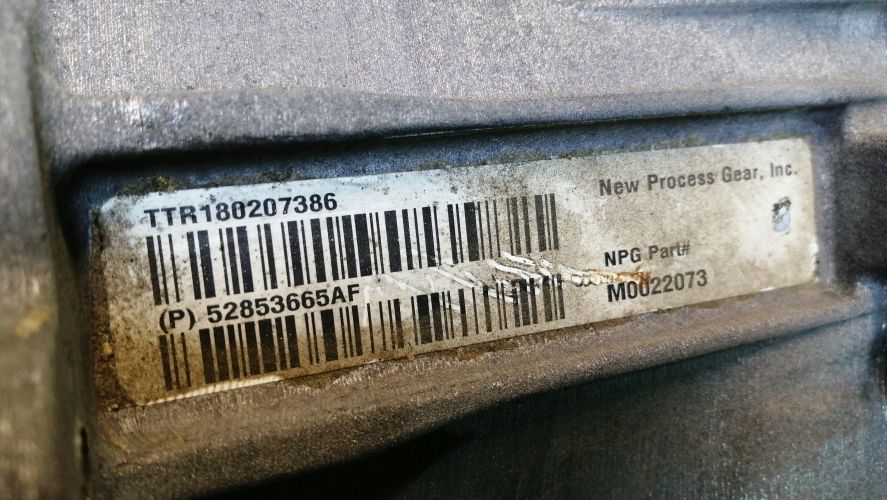 TTR180207386
New Process Gear, Inc.
(P) 52853665AF
NPG Part#
M0022073